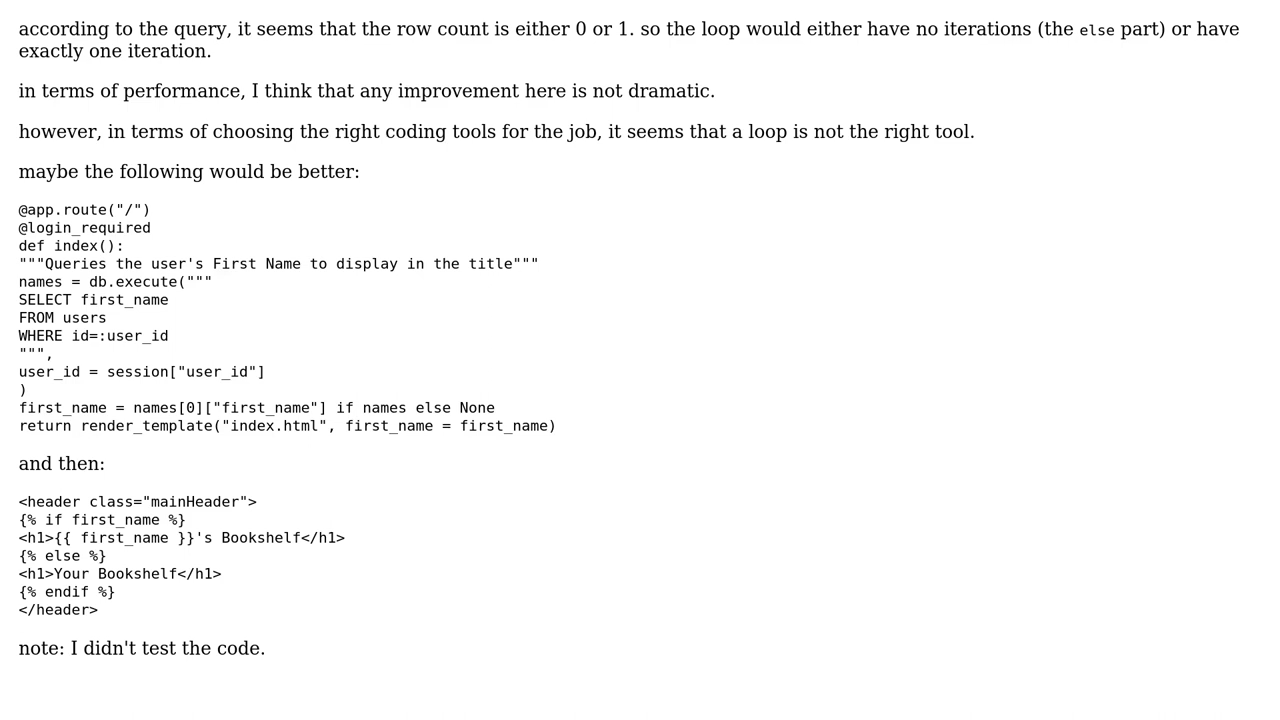 according to the query, it seems that the row count is either 0 or 1. so the loop would either have no iterations (the else part) or have
exactly one iteration.
in terms of performance, I think that any improvement here is not dramatic.
however, in terms of choosing the right coding tools for the job, it seems that a loop is not the right tool.
maybe the following would be better:
@app.route("/")
@login_required
def index():
"""Queries the user's First Name to display in the title"""
names = db.execute("""
SELECT first_name
FROM users
WHERE id=:user_id
""",
user_id = session["user_id"]
)
first_name = names[0]["first_name"] if names else None
return render_template("index.html", first_name = first_name)
and then:
<header class="mainHeader">
{% if first_name %}
<h1>{{ first_name }}'s Bookshelf</h1>
{% else %}
<h1>Your Bookshelf</h1>
{% endif %}
</header>
note: I didn't test the code.